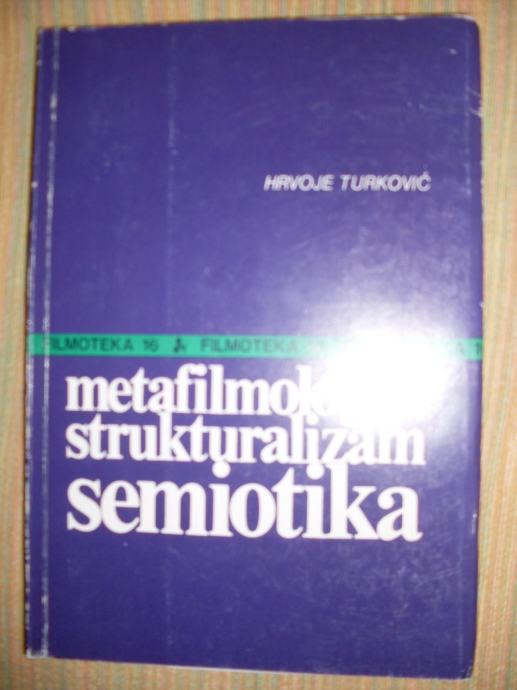 HRVOJE TURKOVIĆ
FILMOTEKA 16 FILMOTEKA
strukturalizam
semiotika